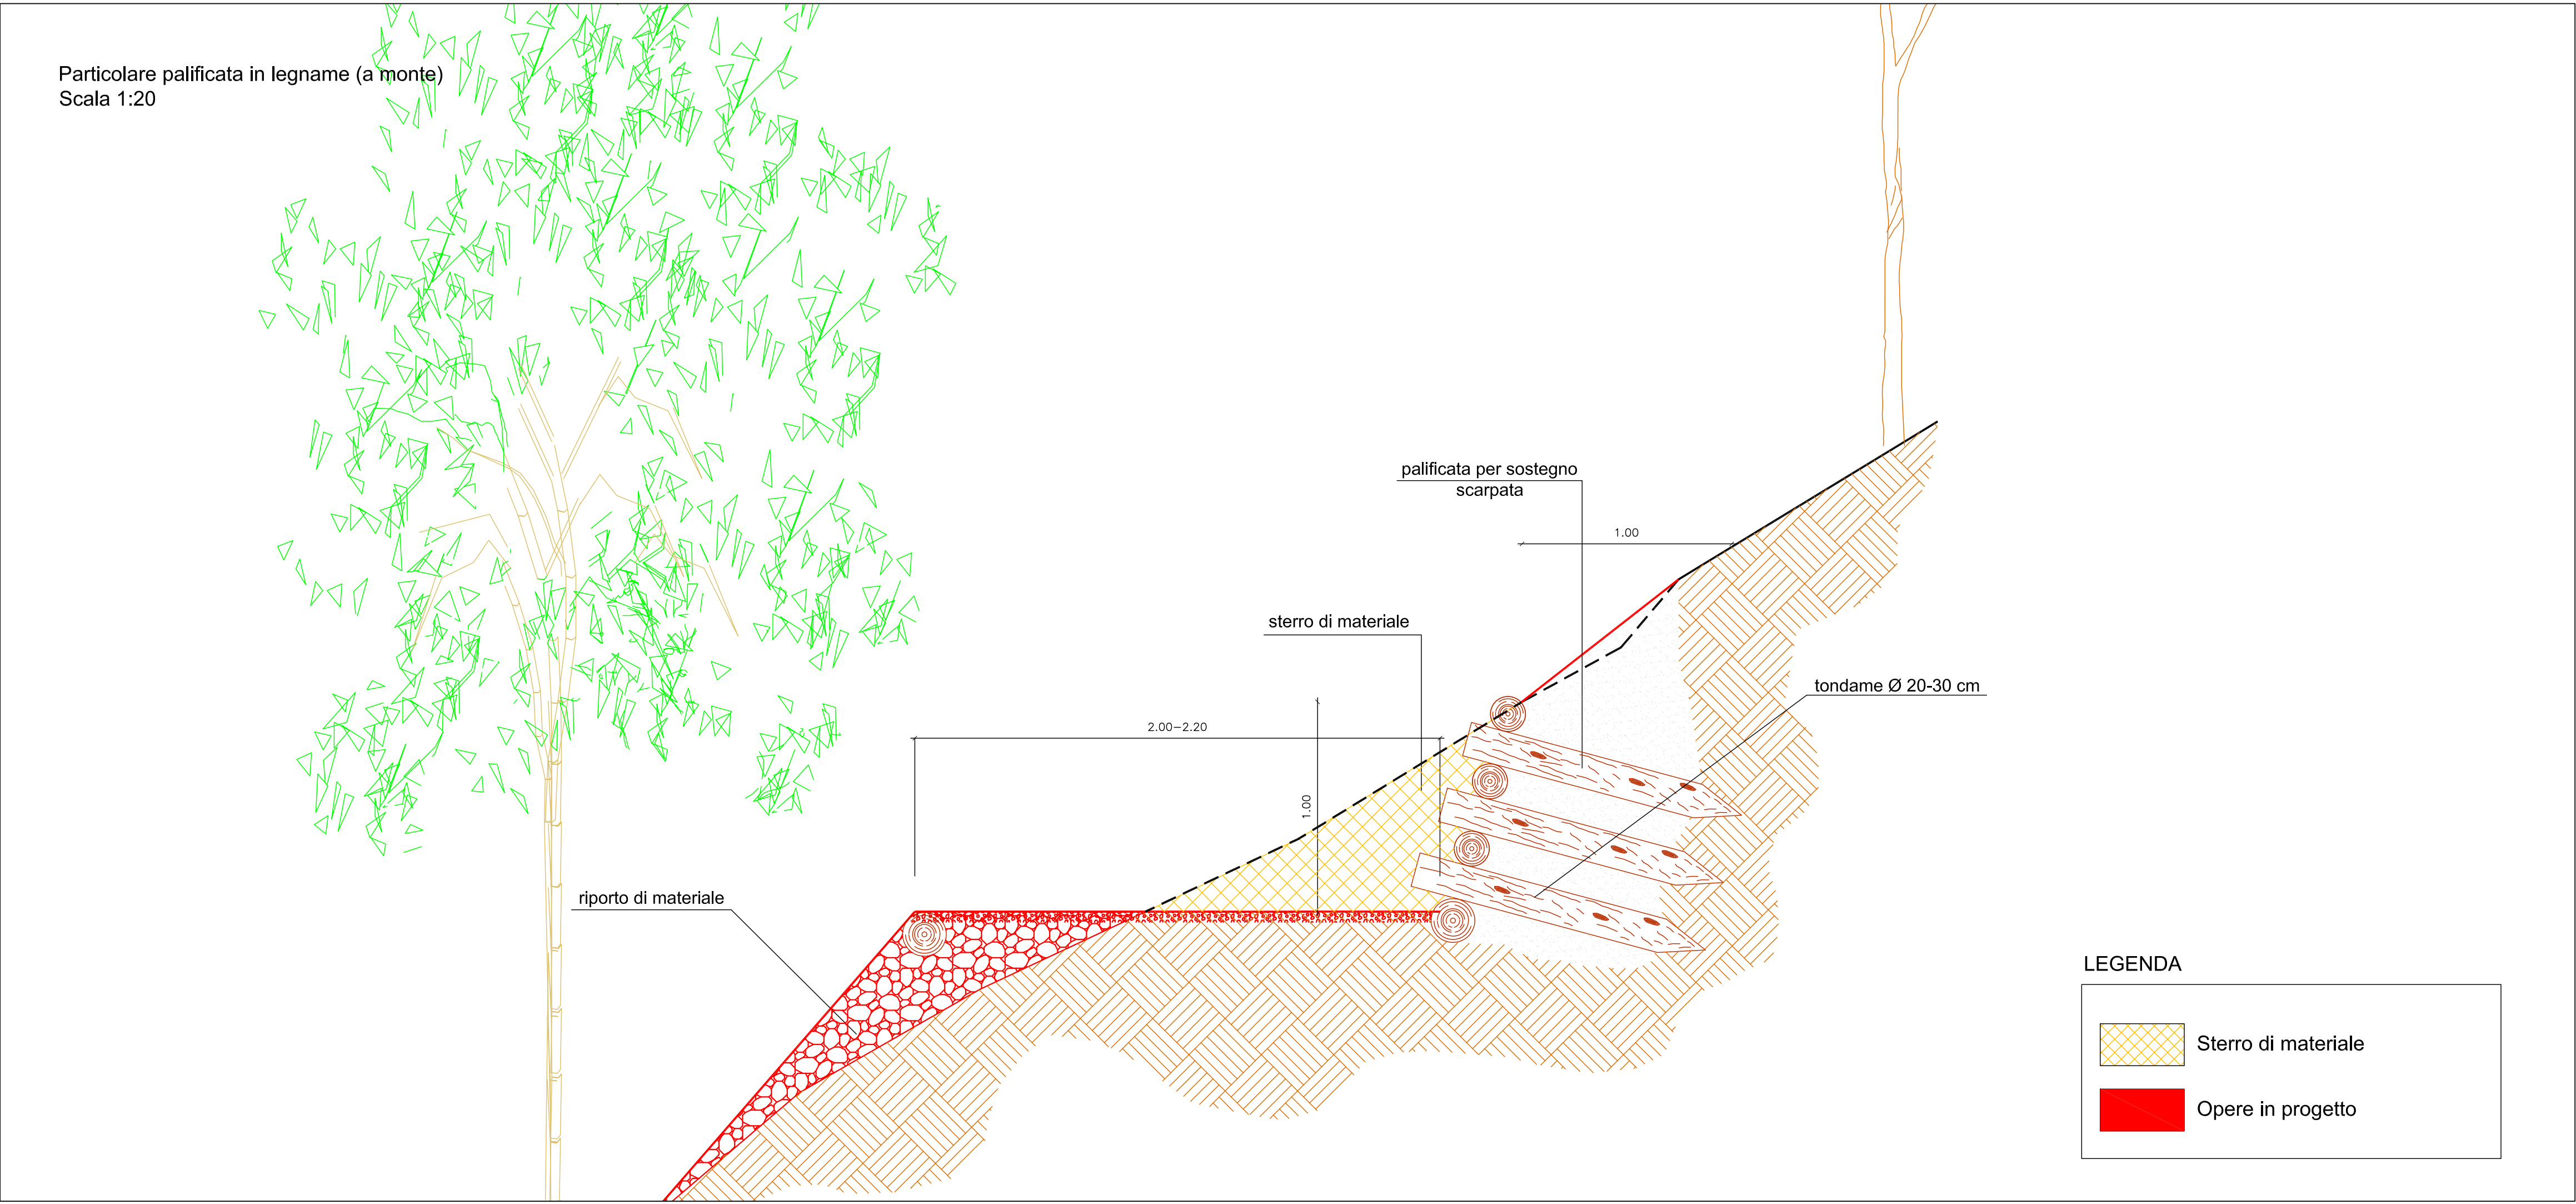 Particolare palificata in legname (a monte)
Scala 1:20
palificata per sostegno
scarpata
1.00
sterro di materiale
tondame Ø 20-30 cm
2.00-2.20
1.00
riporto di materiale
LEGENDA
Sterro di materiale
Opere in progetto